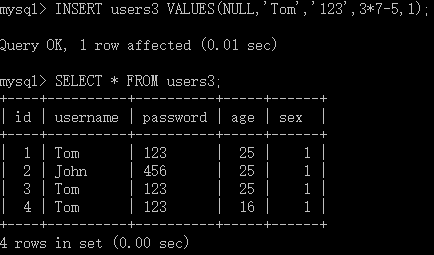 mysql> INSERT users3 VALUES(NULL,'Tom','123',3*7-5,1);
Query OK, 1 row affected (0.01 sec)
mysql> SELECT * FROM users3;
+----+----------+----------+-----+------+
| id | username | password | age | sex  |
+----+----------+----------+-----+------+
|  1 | Tom      | 123      |  25 |    1 |
|  2 | John     | 456      |  25 |    1 |
|  3 | Tom      | 123      |  25 |    1 |
|  4 | Tom      | 123      |  16 |    1 |
+----+----------+----------+-----+------+
4 rows in set (0.00 sec)